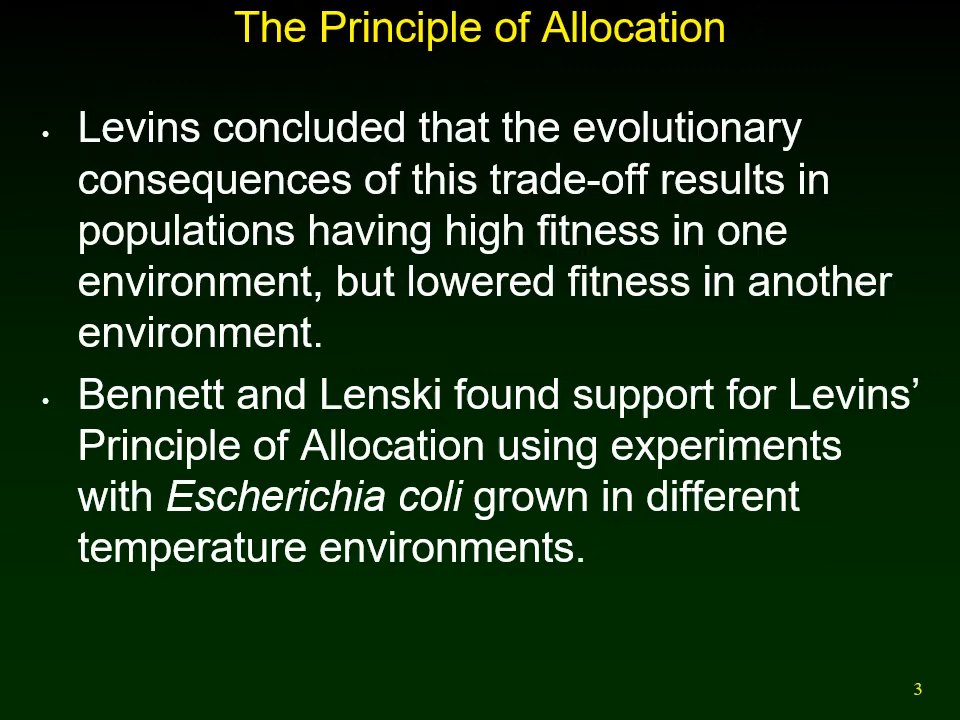 The Principle of Allocation
• Levins concluded that the evolutionary
consequences of this trade-off results in
populations having high fitness in one
environment, but lowered fitness in another
environment.
• Bennett and Lenski found support for Levins’
Principle of Allocation using experiments
with Escherichia coli grown in different
temperature environments.
3